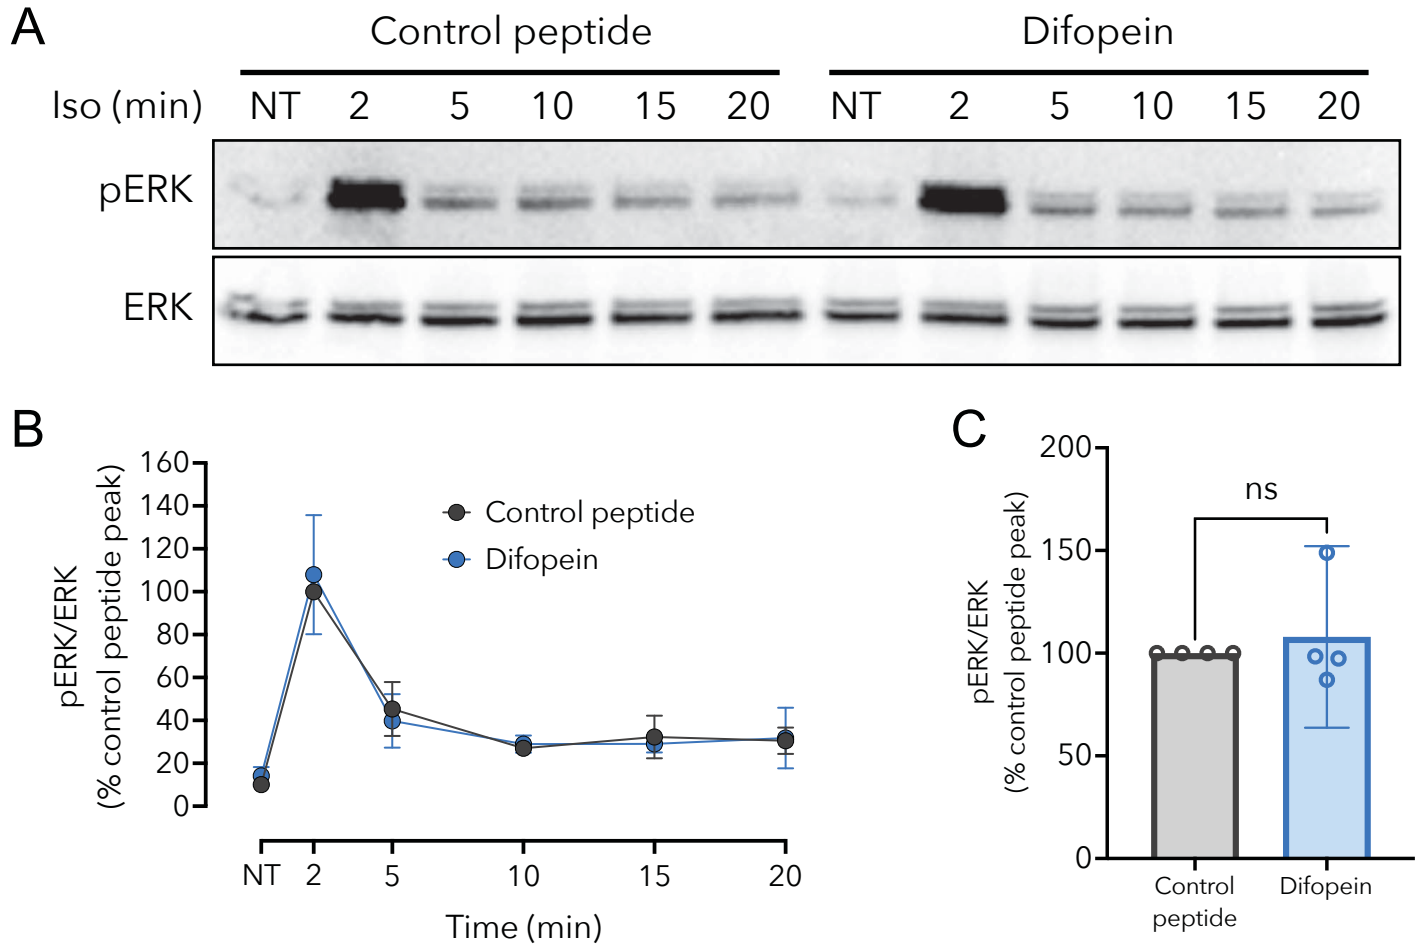 A
Control peptide Difopein
Iso (min) NT 2 5 10 15 20 NT 2 5 10 15 20
pERK
ERK
B
pERK/ERK
(% control peptide peak)
160
140
120
100
80
60
40
20
0
Control peptide
Difopein
NT 2 5 10 15 20
Time (min)
C
pERK/ERK
(% control peptide peak)
200
150
100
50
0
ns
Control
peptide
Difopein